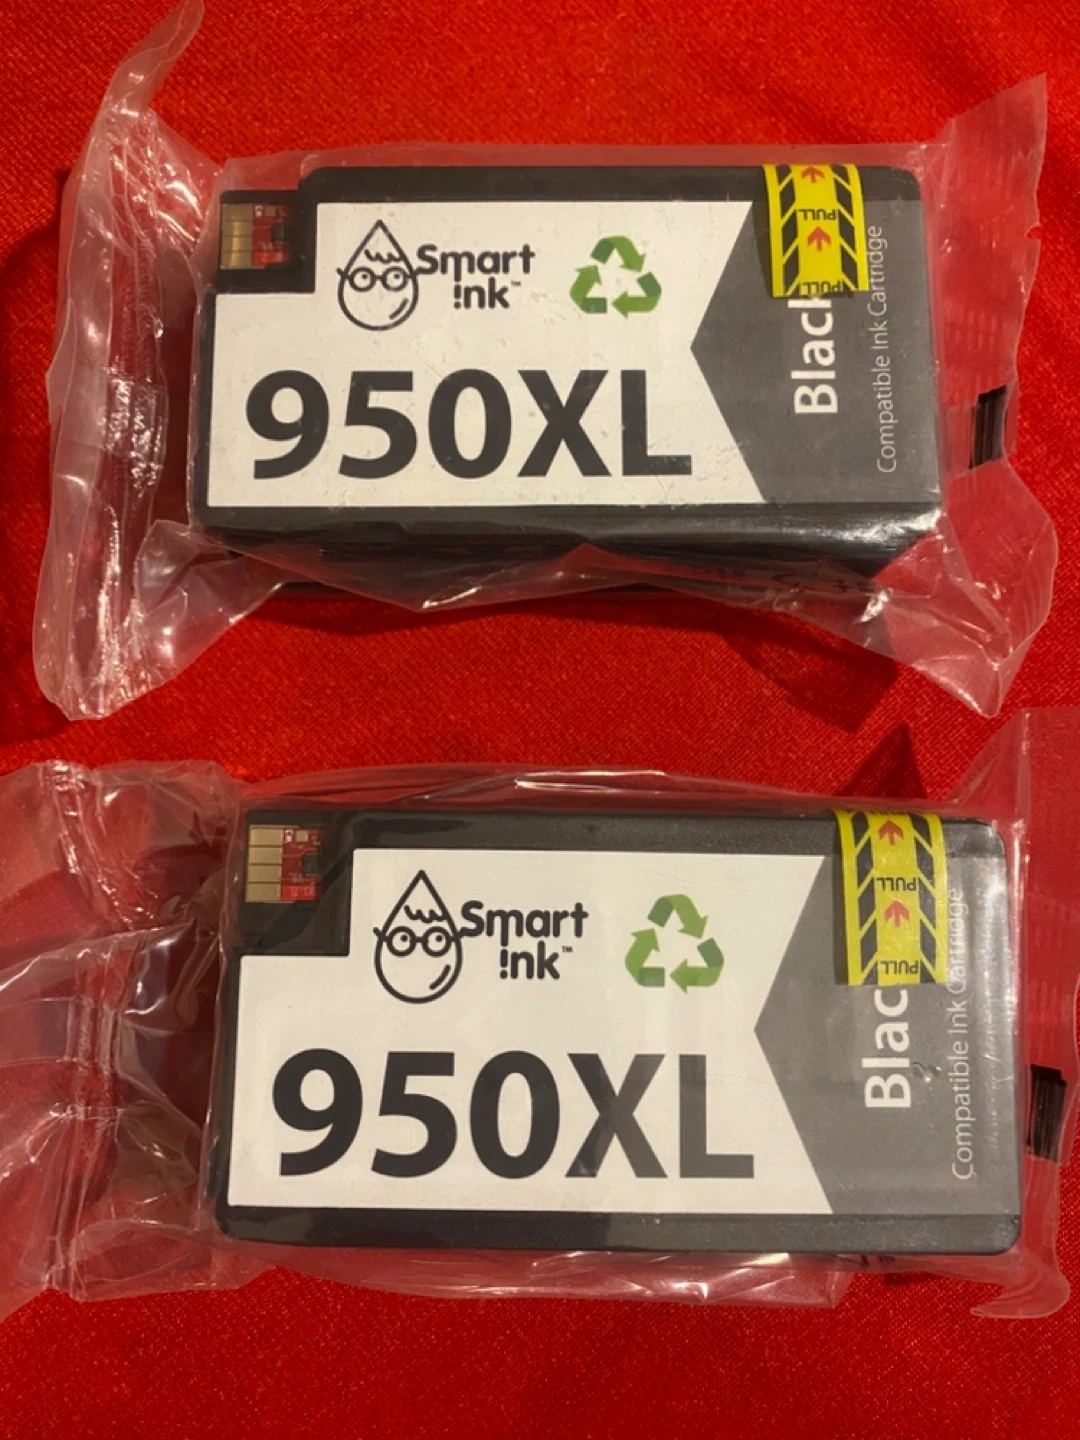 Smart
ink™
950XL
Black
Compatible Ink Cartridge
PULL
PULL
Smart
ink™
950XL
Blac
Compatible Ink Cartridge
PULL
PULL